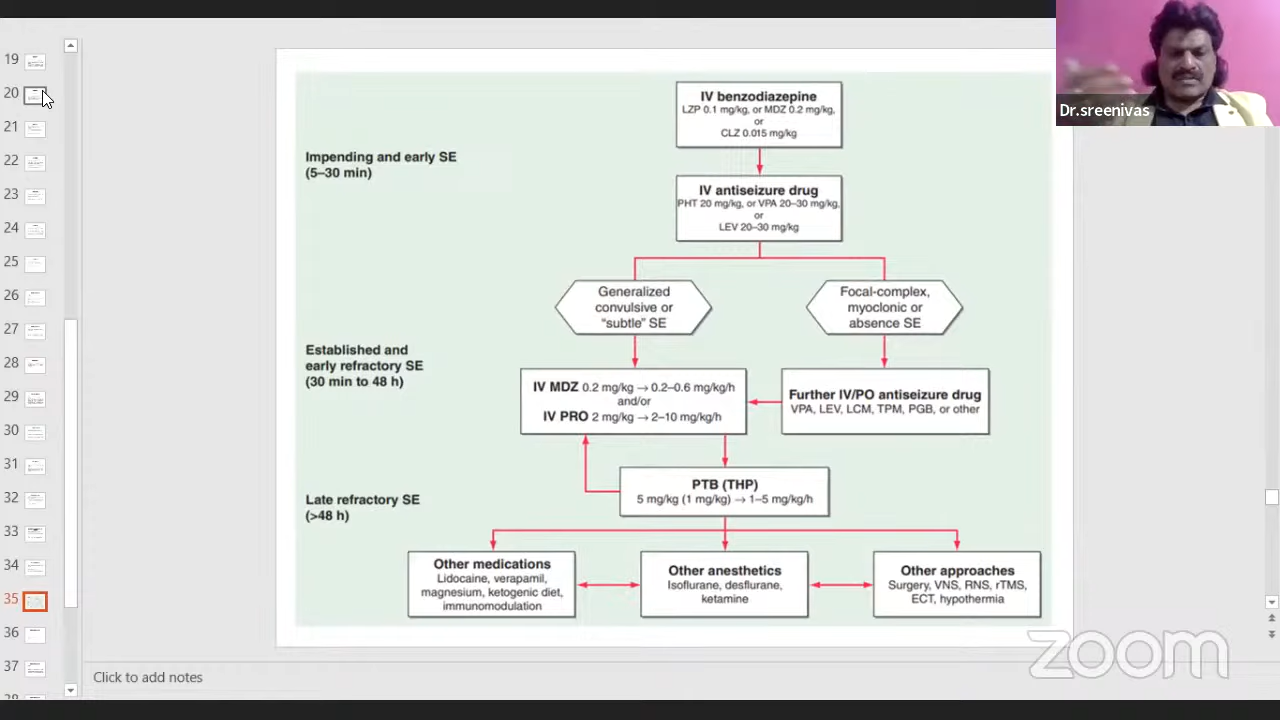 19
20
21
22
23
24
25
26
27
28
29
30
31
32
33
34
35
36
37
Dr.sreenivas
IV benzodiazepine
LZP 0.1 mg/kg, or MDZ 0.2 mg/kg,
or
CLZ 0.015 mg/kg
Impending and early SE
(5–30 min)
IV antiseizure drug
PHT 20 mg/kg, or VPA 20–30 mg/kg,
or
LEV 20–30 mg/kg
Generalized
convulsive or
“subtle” SE
Focal-complex,
myoclonic or
absence SE
Established and
early refractory SE
(30 min to 48 h)
IV MDZ 0.2 mg/kg → 0.2–0.6 mg/kg/h
and/or
IV PRO 2 mg/kg → 2–10 mg/kg/h
Further IV/PO antiseizure drug
VPA, LEV, LCM, TPM, PGB, or other
Late refractory SE
(>48 h)
PTB (THP)
5 mg/kg (1 mg/kg) → 1–5 mg/kg/h
Other medications
Lidocaine, verapamil,
magnesium, ketogenic diet,
immunomodulation
Other anesthetics
Isoflurane, desflurane,
ketamine
Other approaches
Surgery, VNS, RNS, rTMS,
ECT, hypothermia
zoom
Click to add notes